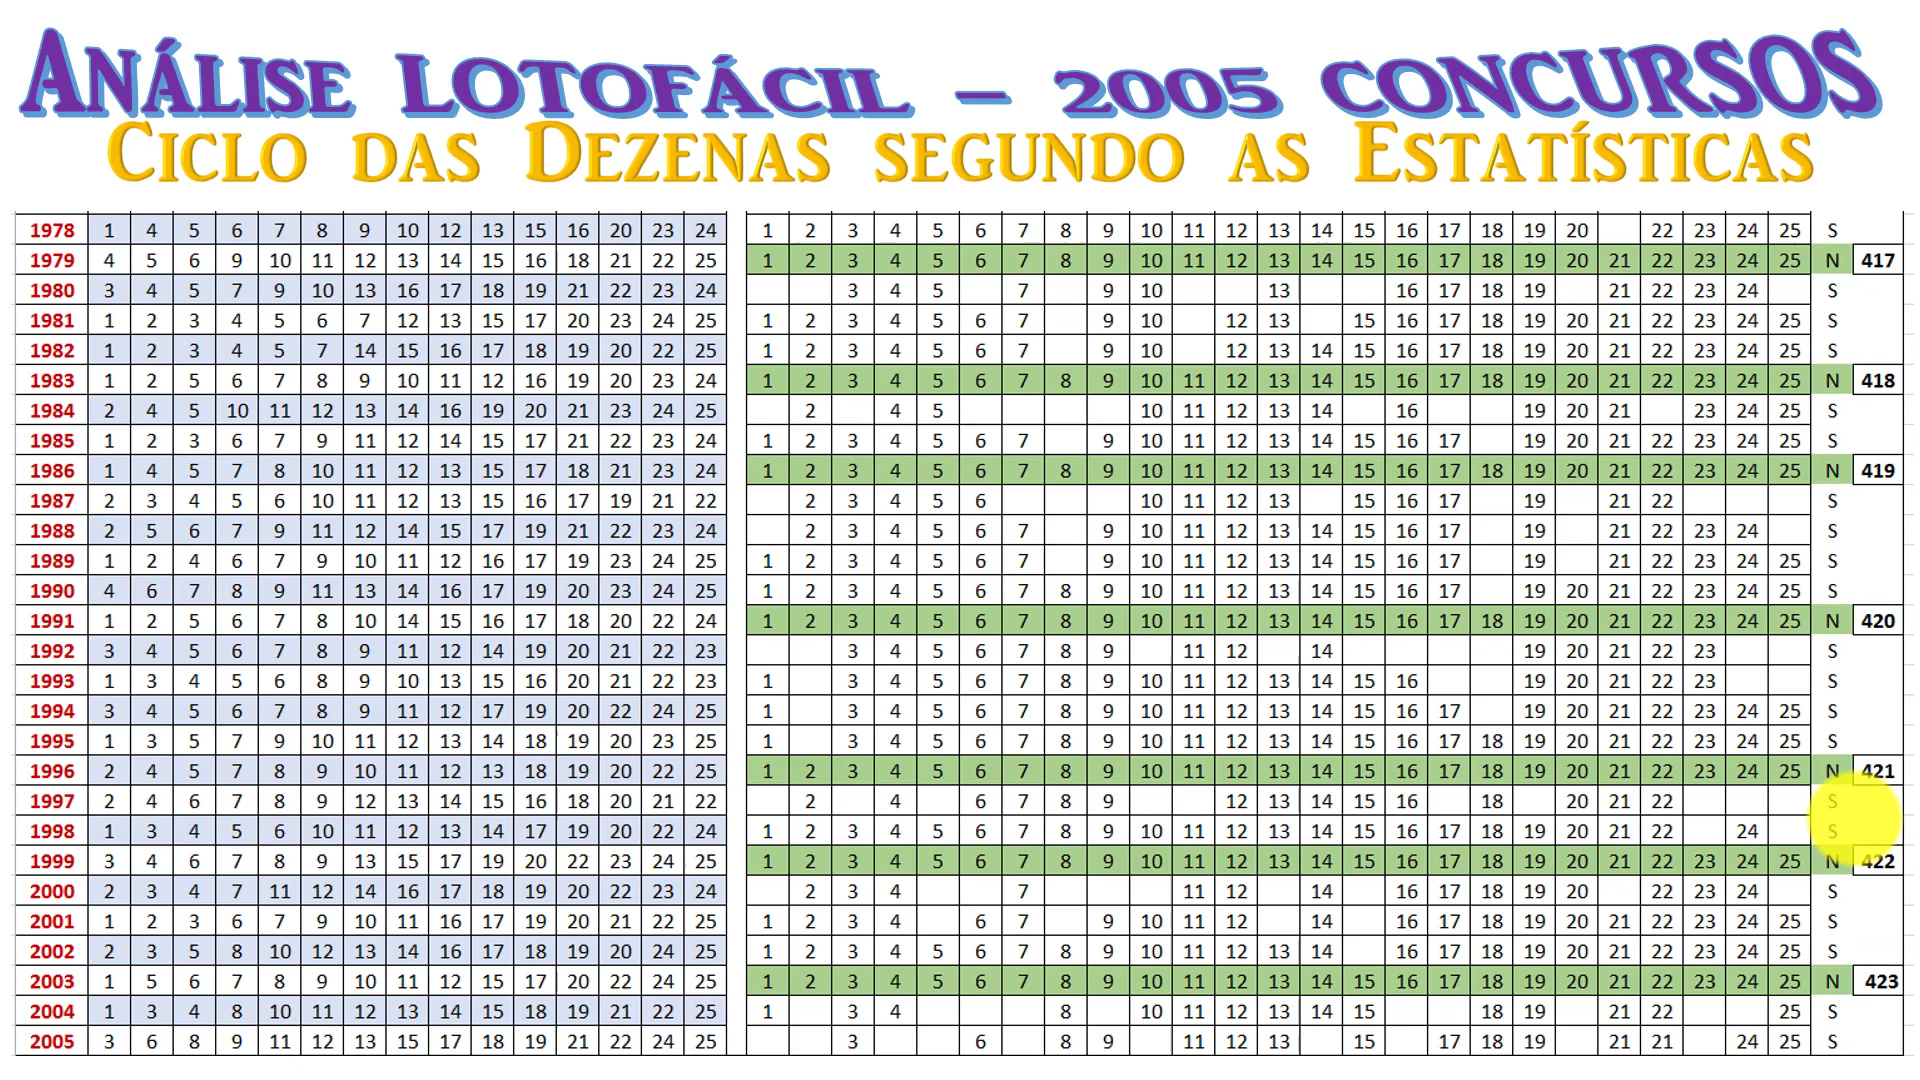 ANÁLISE LOTOFÁCIL – 2005 CONCURSOS
CICLO DAS DEZENAS SEGUNDO AS ESTATÍSTICAS
1978 1 4 5 6 7 8 9 10 12 13 15 16 20 23 24 1 2 3 4 5 6 7 8 9 10 11 12 13 14 15 16 17 18 19 20 22 23 24 25 S
1979 4 5 6 9 10 11 12 13 14 15 16 18 21 22 25 1 2 3 4 5 6 7 8 9 10 11 12 13 14 15 16 17 18 19 20 21 22 23 24 25 N 417
1980 3 4 5 7 9 10 13 16 17 18 19 21 22 23 24 3 4 5 7 9 10 13 16 17 18 19 21 22 23 24 S
1981 1 2 3 4 5 6 7 12 13 15 17 20 23 24 25 1 2 3 4 5 6 7 9 10 12 13 15 16 17 18 19 20 21 22 23 24 25 S
1982 1 2 3 4 5 7 14 15 16 17 18 19 20 22 25 1 2 3 4 5 6 7 9 10 12 13 14 15 16 17 18 19 20 21 22 23 24 25 S
1983 1 2 5 6 7 8 9 10 11 12 16 19 20 23 24 1 2 3 4 5 6 7 8 9 10 11 12 13 14 15 16 17 18 19 20 21 22 23 24 25 N 418
1984 2 4 5 10 11 12 13 14 16 19 20 21 23 24 25 2 4 5 10 11 12 13 14 16 19 20 21 23 24 25 S
1985 1 2 3 6 7 9 11 12 14 15 17 21 22 23 24 1 2 3 4 5 6 7 9 10 11 12 13 14 15 16 17 19 20 21 22 23 24 25 S
1986 1 4 5 7 8 10 11 12 13 15 17 18 21 23 24 1 2 3 4 5 6 7 8 9 10 11 12 13 14 15 16 17 18 19 20 21 22 23 24 25 N 419
1987 2 3 4 5 6 10 11 12 13 15 16 17 19 21 22 2 3 4 5 6 10 11 12 13 15 16 17 19 21 22 S
1988 2 5 6 7 9 11 12 14 15 17 19 21 22 23 24 2 3 4 5 6 7 9 10 11 12 13 14 15 16 17 19 21 22 23 24 S
1989 1 2 4 6 7 9 10 11 12 16 17 19 23 24 25 1 2 3 4 5 6 7 9 10 11 12 13 14 15 16 17 19 21 22 23 24 25 S
1990 4 6 7 8 9 11 13 14 16 17 19 20 23 24 25 1 2 3 4 5 6 7 8 9 10 11 12 13 14 15 16 17 19 20 21 22 23 24 25 S
1991 1 2 5 6 7 8 10 14 15 16 17 18 20 22 24 1 2 3 4 5 6 7 8 9 10 11 12 13 14 15 16 17 18 19 20 21 22 23 24 25 N 420
1992 3 4 5 6 7 8 9 11 12 14 19 20 21 22 23 3 4 5 6 7 8 9 11 12 14 19 20 21 22 23 S
1993 1 3 4 5 6 8 9 10 13 15 16 20 21 22 23 1 3 4 5 6 7 8 9 10 11 12 13 14 15 16 19 20 21 22 23 S
1994 3 4 5 6 7 8 9 11 12 17 19 20 22 24 25 1 3 4 5 6 7 8 9 10 11 12 13 14 15 16 17 19 20 21 22 23 24 25 S
1995 1 3 5 7 9 10 11 12 13 14 18 19 20 23 25 1 3 4 5 6 7 8 9 10 11 12 13 14 15 16 17 18 19 20 21 22 23 24 25 S
1996 2 4 5 7 8 9 10 11 12 13 18 19 20 22 25 1 2 3 4 5 6 7 8 9 10 11 12 13 14 15 16 17 18 19 20 21 22 23 24 25 N 421
1997 2 4 6 7 8 9 12 13 14 15 16 18 20 21 22 2 4 6 7 8 9 12 13 14 15 16 18 20 21 22 S
1998 1 3 4 5 6 10 11 12 13 14 17 19 20 22 24 1 2 3 4 5 6 7 8 9 10 11 12 13 14 15 16 17 18 19 20 21 22 24 S
1999 3 4 6 7 8 9 13 15 17 19 20 22 23 24 25 1 2 3 4 5 6 7 8 9 10 11 12 13 14 15 16 17 18 19 20 21 22 23 24 25 N 422
2000 2 3 4 7 11 12 14 16 17 18 19 20 22 23 24 2 3 4 7 11 12 14 16 17 18 19 20 22 23 24 S
2001 1 2 3 6 7 9 10 11 16 17 19 20 21 22 25 1 2 3 4 6 7 9 10 11 12 14 16 17 18 19 20 21 22 23 24 25 S
2002 2 3 5 8 10 12 13 14 16 17 18 19 20 24 25 1 2 3 4 5 6 7 8 9 10 11 12 13 14 16 17 18 19 20 21 22 23 24 25 S
2003 1 5 6 7 8 9 10 11 12 15 17 20 22 24 25 1 2 3 4 5 6 7 8 9 10 11 12 13 14 15 16 17 18 19 20 21 22 23 24 25 N 423
2004 1 3 4 8 10 11 12 13 14 15 18 19 21 22 25 1 3 4 8 10 11 12 13 14 15 18 19 21 22 25 S
2005 3 6 8 9 11 12 13 15 17 18 19 21 22 24 25 3 6 8 9 11 12 13 15 17 18 19 21 21 24 25 S